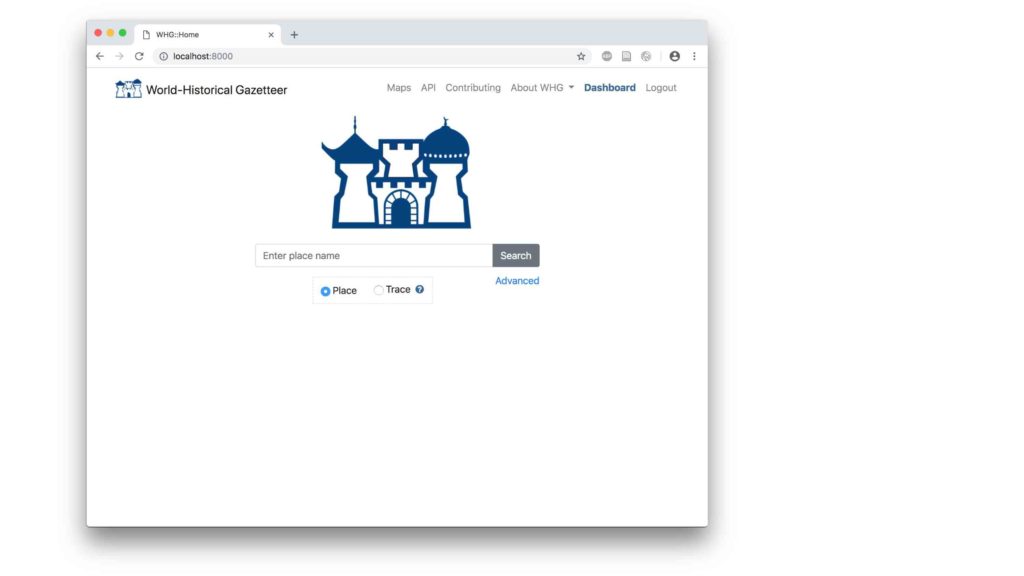 WHG::Home
localhost:8000
World-Historical Gazetteer
Maps API Contributing About WHG Dashboard Logout
Enter place name Search
Advanced
Place Trace ?